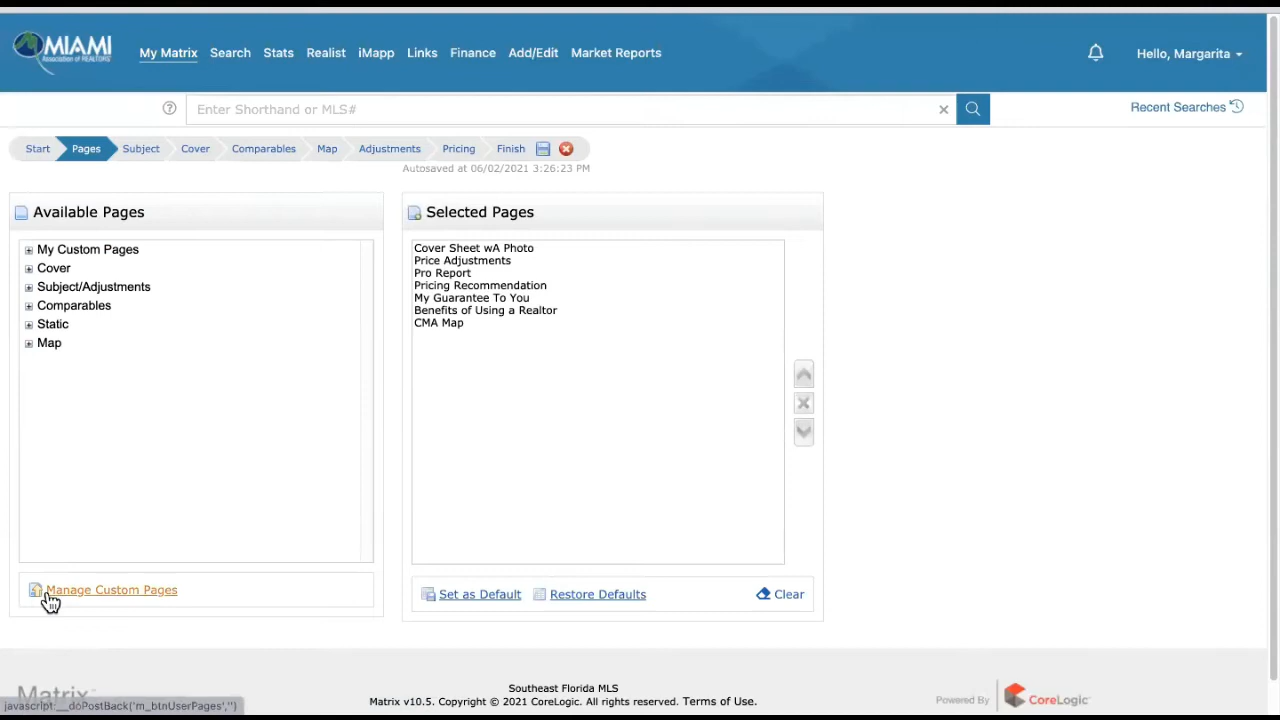 MIAMI
Association of REALTORS®
My Matrix Search Stats Realist iMapp Links Finance Add/Edit Market Reports
Hello, Margarita
Enter Shorthand or MLS#
Recent Searches
Start Pages Subject Cover Comparables Map Adjustments Pricing Finish
Autosaved at 06/02/2021 3:26:23 PM
Available Pages
My Custom Pages
Cover
Subject/Adjustments
Comparables
Static
Map
Manage Custom Pages
Selected Pages
Cover Sheet wA Photo
Price Adjustments
Pro Report
Pricing Recommendation
My Guarantee To You
Benefits of Using a Realtor
CMA Map
Set as Default Restore Defaults Clear
Matrix
Southeast Florida MLS
Matrix v10.5. Copyright © 2021 CoreLogic. All rights reserved. Terms of Use.
Powered By CoreLogic
javascript:__doPostBack('m_btnUserPages','')